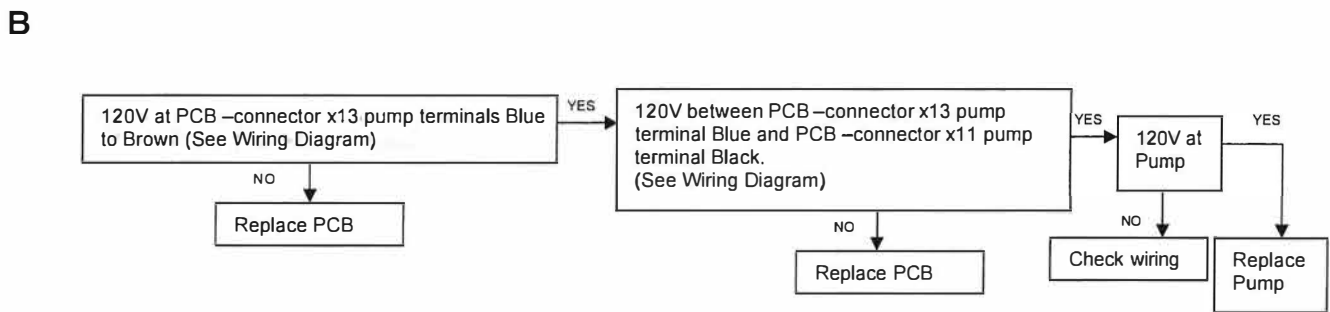 B
120V at PCB –connector x13 pump terminals Blue
to Brown (See Wiring Diagram)
YES
NO
Replace PCB
120V between PCB –connector x13 pump
terminal Blue and PCB –connector x11 pump
terminal Black.
(See Wiring Diagram)
YES
NO
Replace PCB
120V at
Pump
YES
NO
Check wiring
Replace
Pump